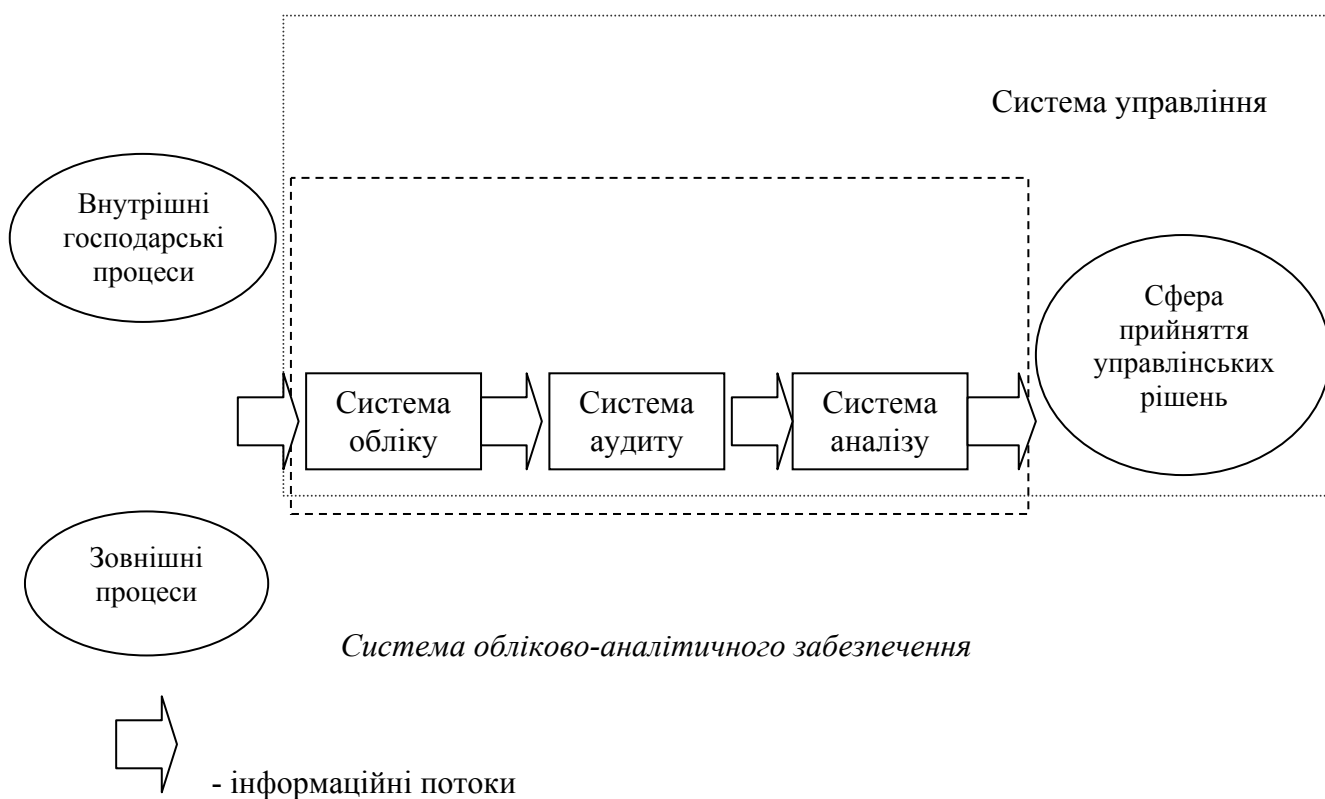 Система управління
Внутрішні
господарські
процеси
Сфера
прийняття
управлінських
рішень
Система
обліку
Система
аудиту
Система
аналізу
Зовнішні
процеси
Система обліково-аналітичного забезпечення
- інформаційні потоки